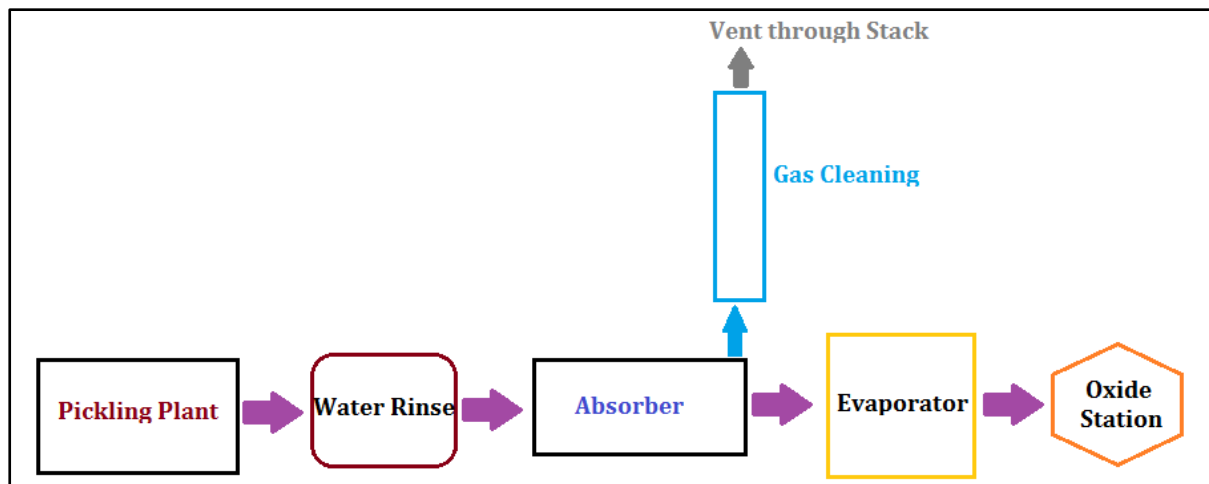 Vent through Stack
Gas Cleaning
Pickling Plant
Water Rinse
Absorber
Evaporator
Oxide
Station